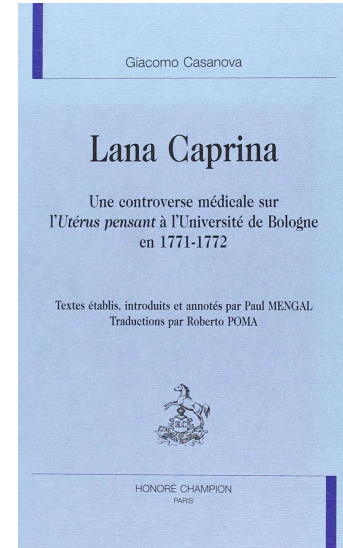 Giacomo Casanova
Lana Caprina
Une controverse médicale sur
l'Utérus pensant à l'Université de Bologne
en 1771-1772
Textes établis, introduits et annotés par Paul MENGAL
Traductions par Roberto POMA
HONORÉ CHAMPION
PARIS